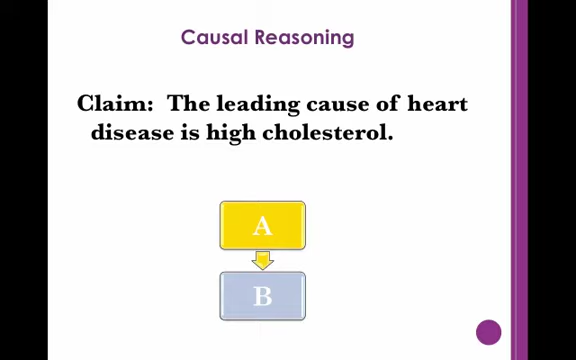 Causal Reasoning
Claim:  The leading cause of heart
disease is high cholesterol.
A
B